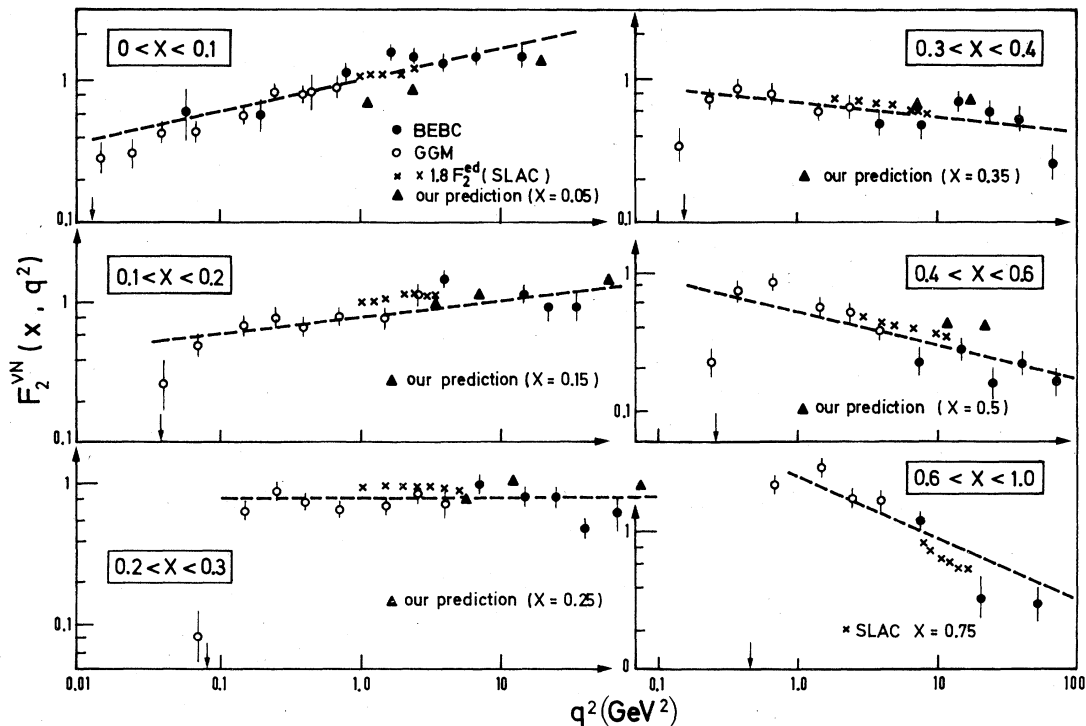 0 < X < 0.1
1
0.1
● BEBC
○ GGM
× × 1.8 F₂ᵉᵈ (SLAC)
▲ our prediction (X = 0.05)
0.3 < X < 0.4
1
0.1
▲ our prediction (X = 0.35)
F₂ᵛᴺ (x, q²)
0.1 < X < 0.2
1
0.1
▲ our prediction (X = 0.15)
0.4 < X < 0.6
1
0.1
▲ our prediction (X = 0.5)
0.2 < X < 0.3
1
0.1
▲ our prediction (X = 0.25)
0.6 < X < 1.0
1
0
× SLAC X = 0.75
0.01 0.1 1.0 10 0.1 1.0 10 100
q² (GeV²)